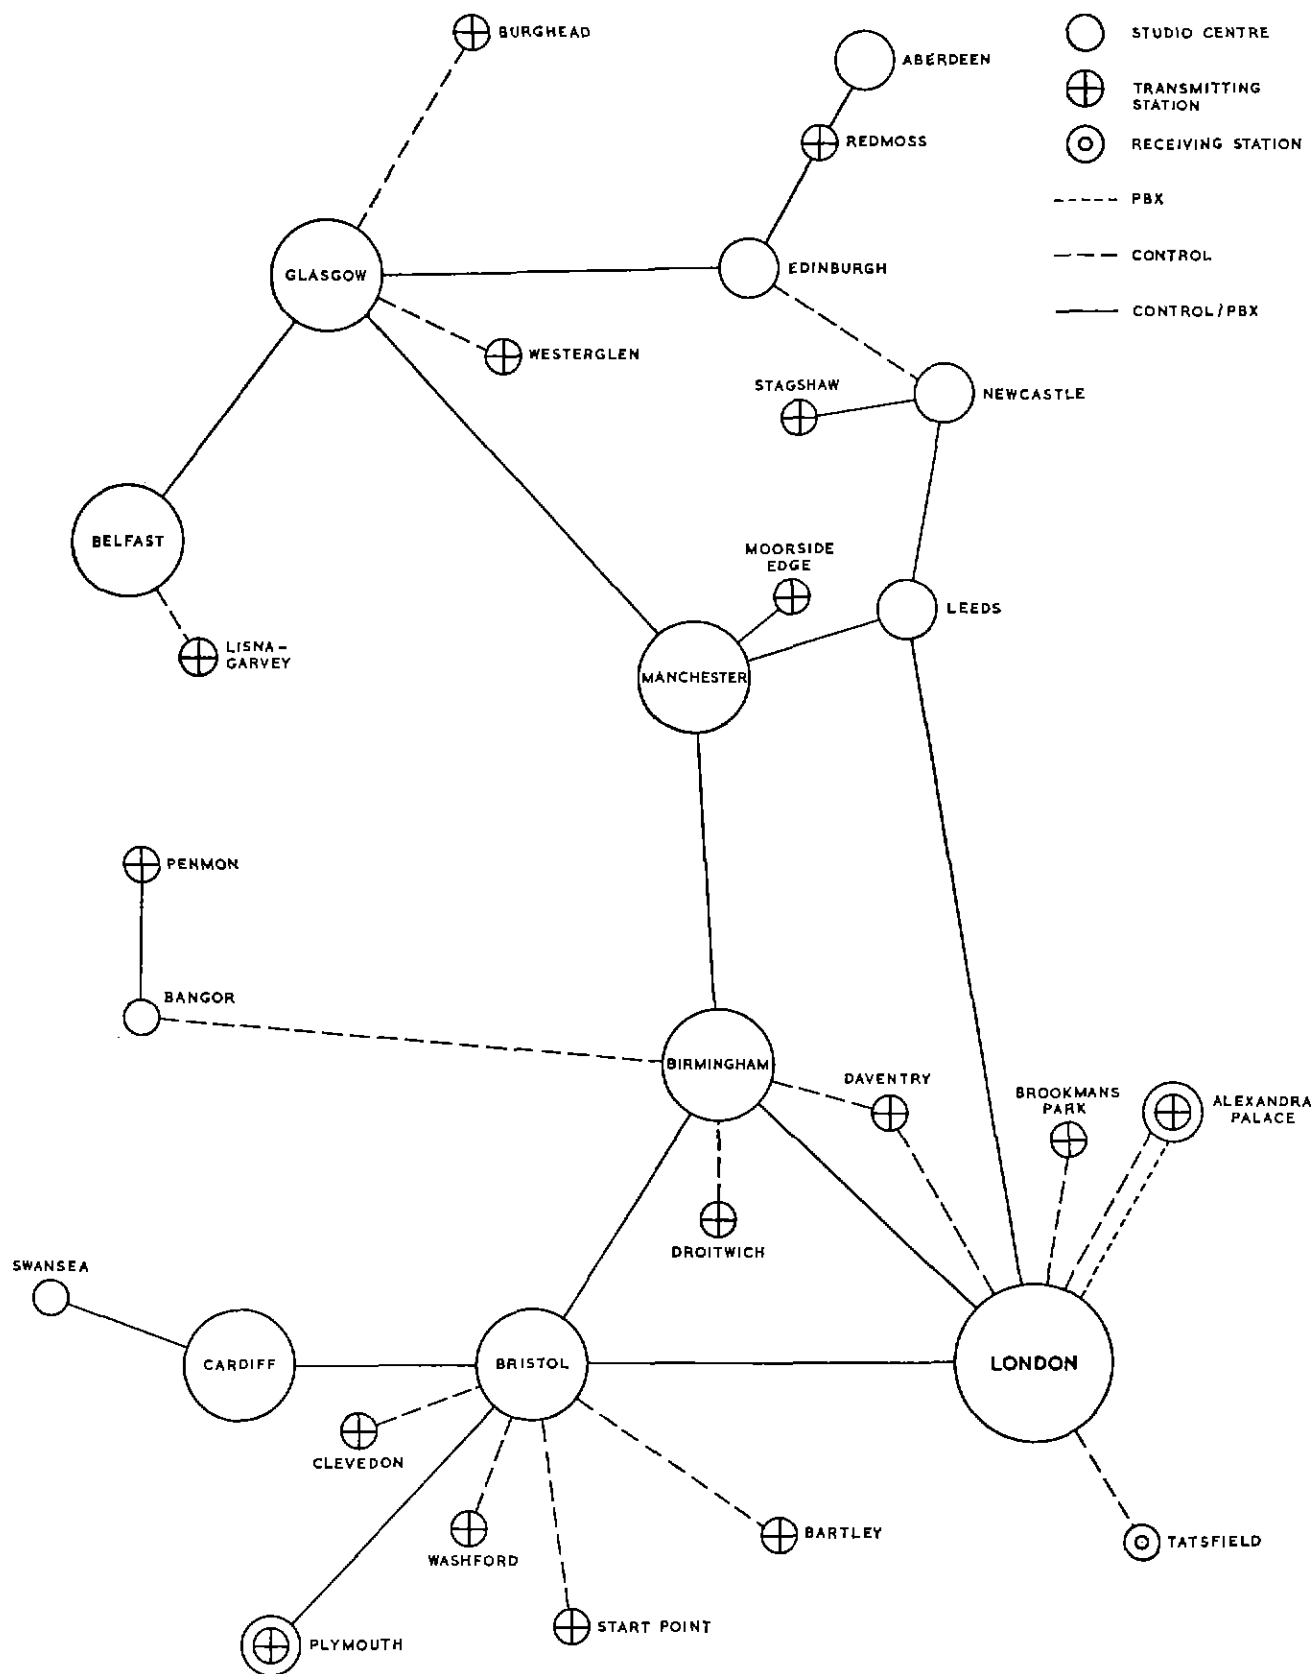 BURGHEAD
ABERDEEN
REDMOSS
STUDIO CENTRE
TRANSMITTING
STATION
RECEIVING STATION
PBX
CONTROL
CONTROL/PBX
GLASGOW
EDINBURGH
WESTERGLEN
STAGSHAW
NEWCASTLE
BELFAST
MOORSIDE
EDGE
LEEDS
LISNA-
GARVEY
MANCHESTER
PENMON
BANGOR
BIRMINGHAM
DAVENTRY
BROOKMANS
PARK
ALEXANDRA
PALACE
DROITWICH
SWANSEA
CARDIFF
BRISTOL
LONDON
CLEVEDON
WASHFORD
BARTLEY
TATSFIELD
START POINT
PLYMOUTH